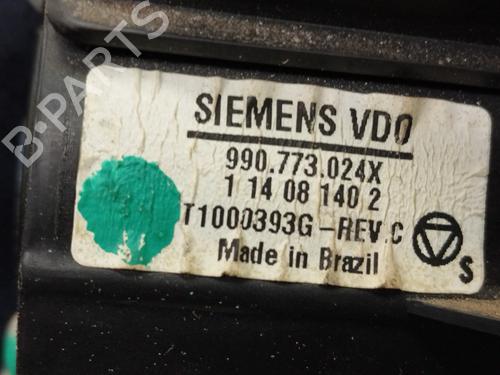 B-PARTS
SIEMENS VDO
990.773.024X
1 14 08 140 2
T1000393G-REV.C
Made in Brazil
S